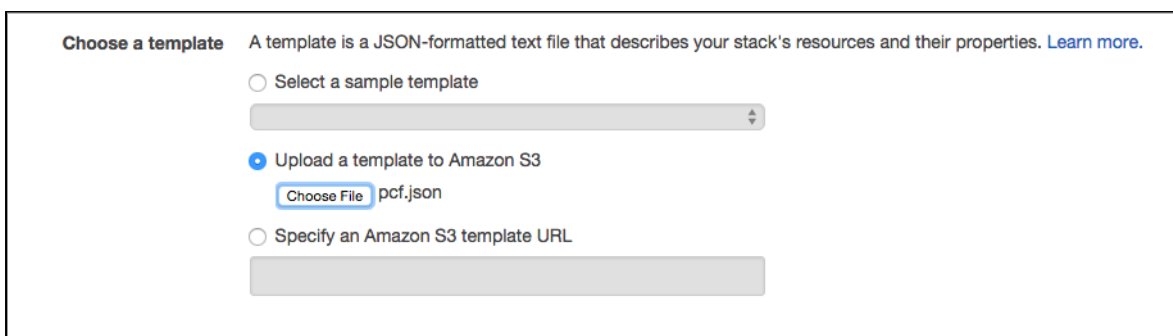 Choose a template A template is a JSON-formatted text file that describes your stack's resources and their properties. Learn more.
Select a sample template
Upload a template to Amazon S3
Choose File pcf.json
Specify an Amazon S3 template URL